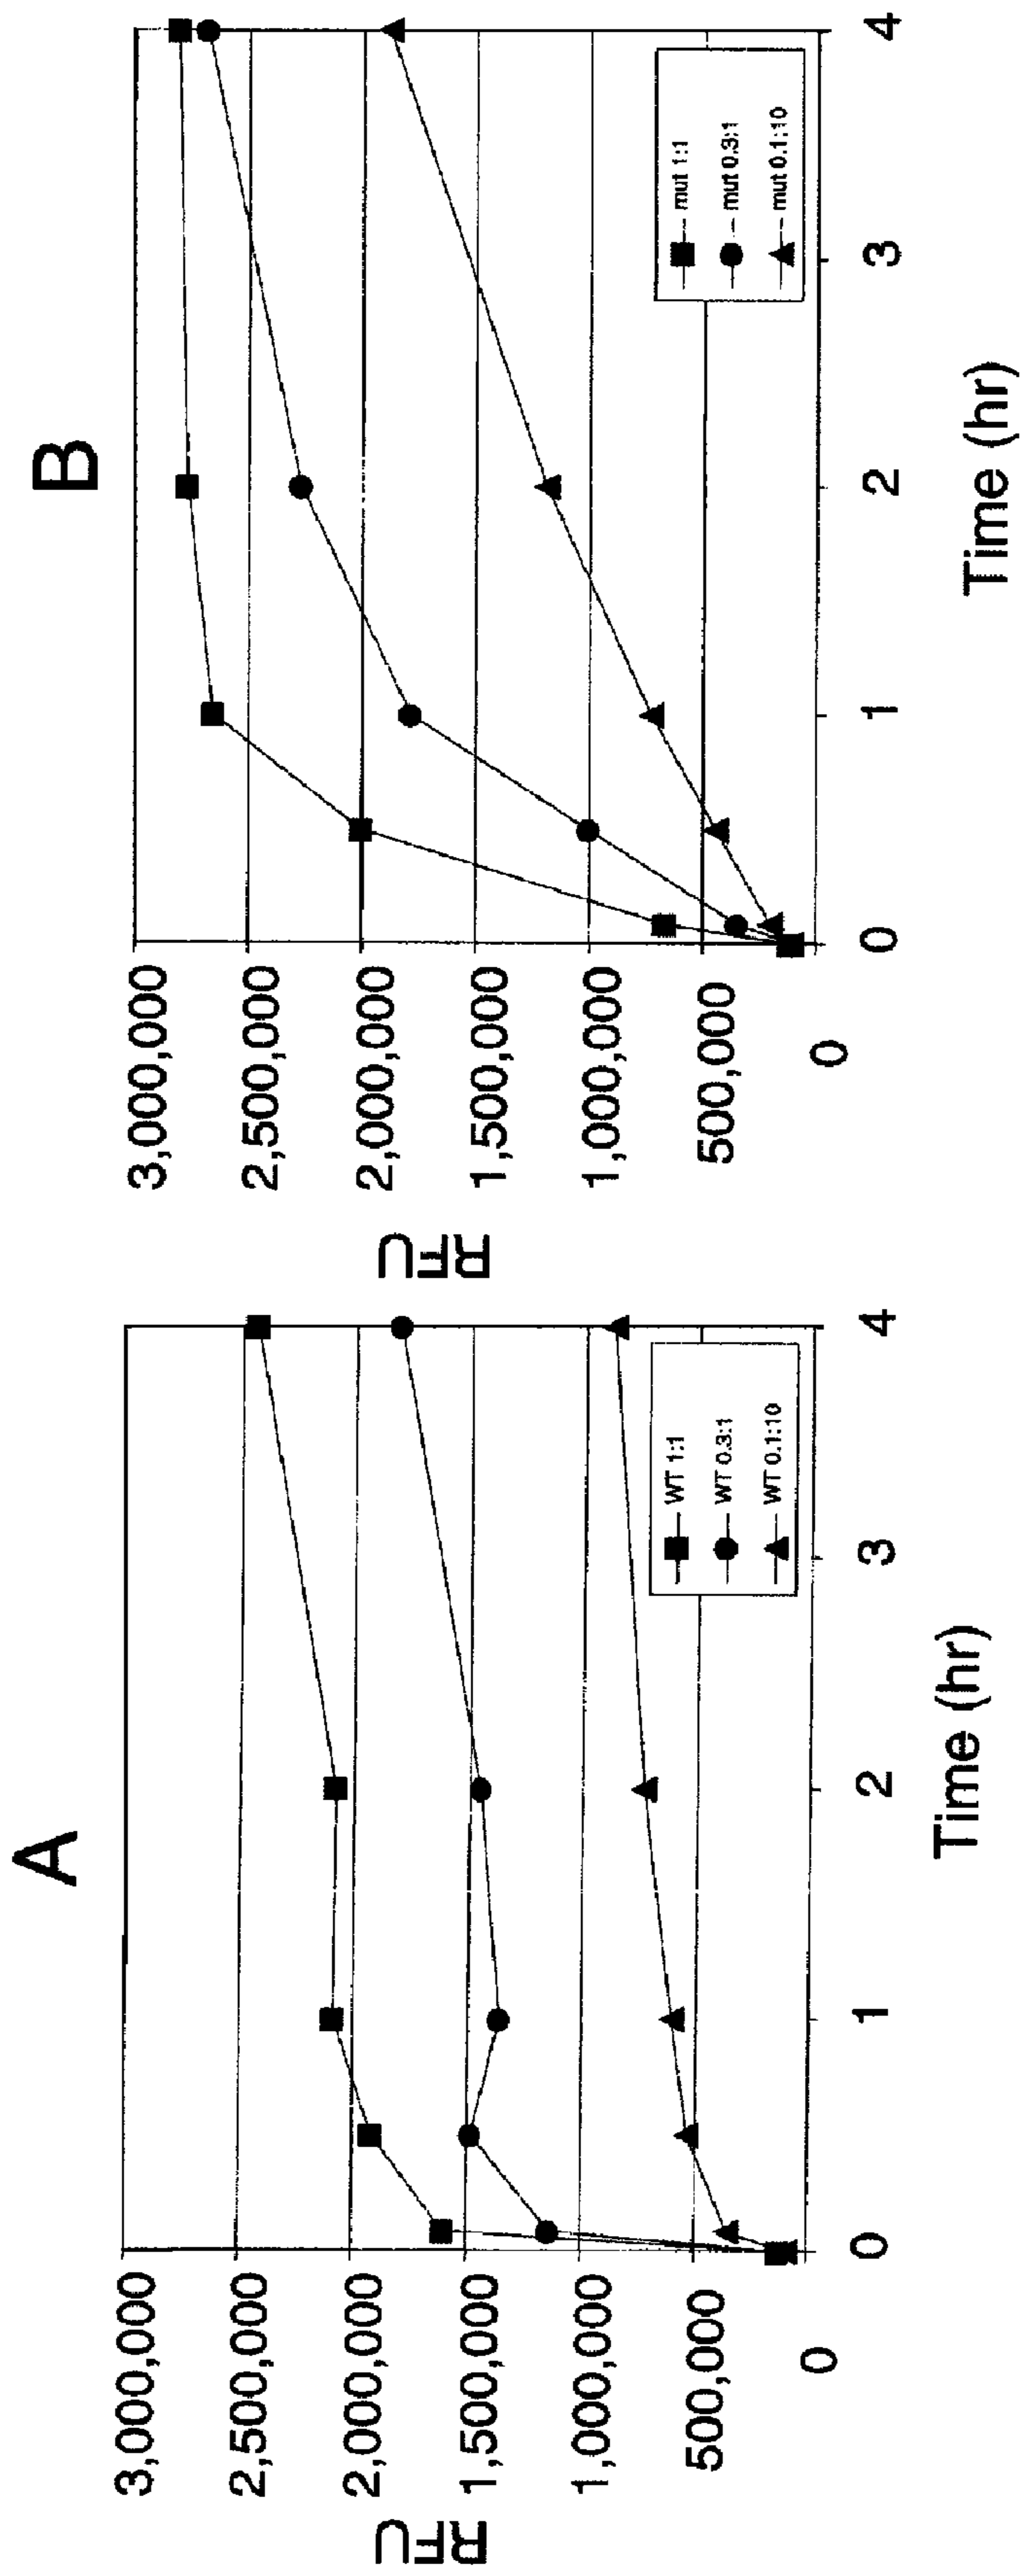 A
RFU
3,000,000
2,500,000
2,000,000
1,500,000
1,000,000
500,000
0
0
1
2
3
4
Time (hr)
WT 1:1
WT 0.3:1
WT 0.1:10
B
RFU
3,000,000
2,500,000
2,000,000
1,500,000
1,000,000
500,000
0
0
1
2
3
4
Time (hr)
mut 1:1
mut 0.3:1
mut 0.1:10